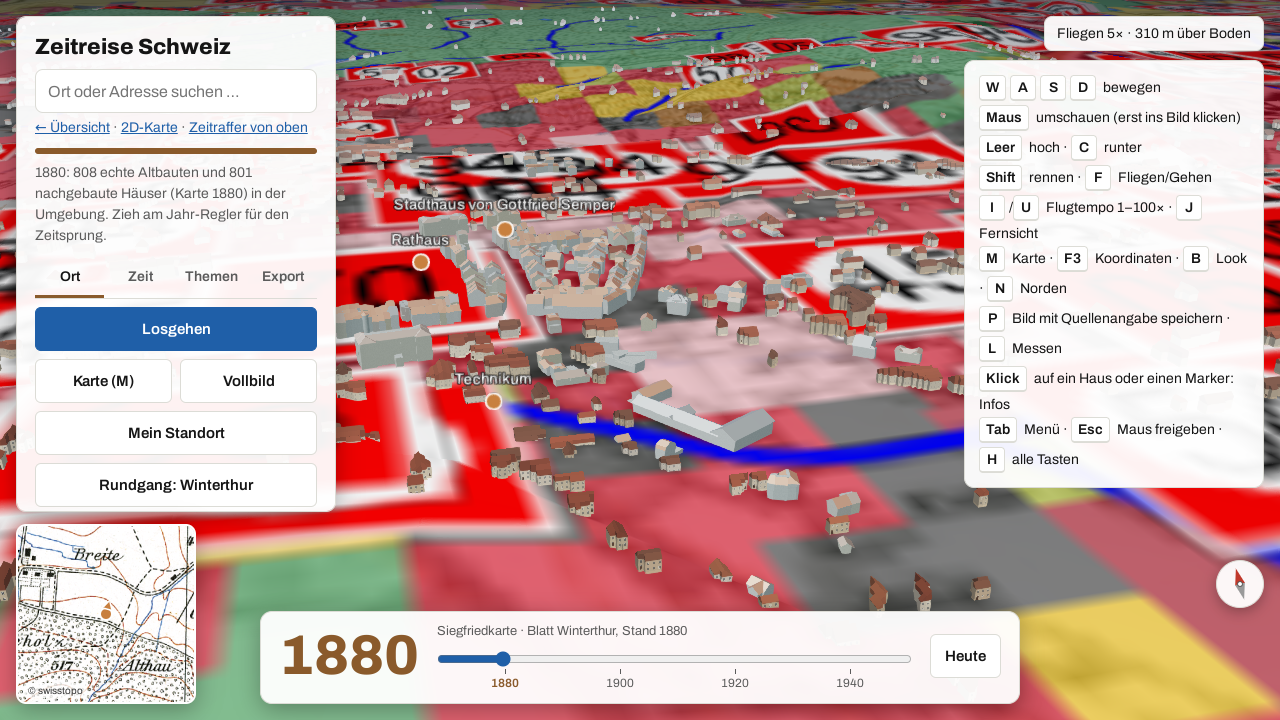 Zeitreise Schweiz
Ort oder Adresse suchen ...
← Übersicht · 2D-Karte · Zeitraffer von oben
1880: 808 echte Altbauten und 801
nachgebaute Häuser (Karte 1880) in der
Umgebung. Zieh am Jahr-Regler für den
Zeitsprung.
Ort Zeit Themen Export
Losgehen
Karte (M) Vollbild
Mein Standort
Rundgang: Winterthur
Breite
517
Althau
© swisstopo
Stadthaus von Gottfried Semper
Rathaus
Technikum
Fliegen 5× · 310 m über Boden
W A S D bewegen
Maus umschauen (erst ins Bild klicken)
Leer hoch · C runter
Shift rennen · F Fliegen/Gehen
I / U Flugtempo 1–100× · J
Fernsicht
M Karte · F3 Koordinaten · B Look
· N Norden
P Bild mit Quellenangabe speichern ·
L Messen
Klick auf ein Haus oder einen Marker:
Infos
Tab Menü · Esc Maus freigeben ·
H alle Tasten
1880
Siegfriedkarte · Blatt Winterthur, Stand 1880
1880 1900 1920 1940
Heute